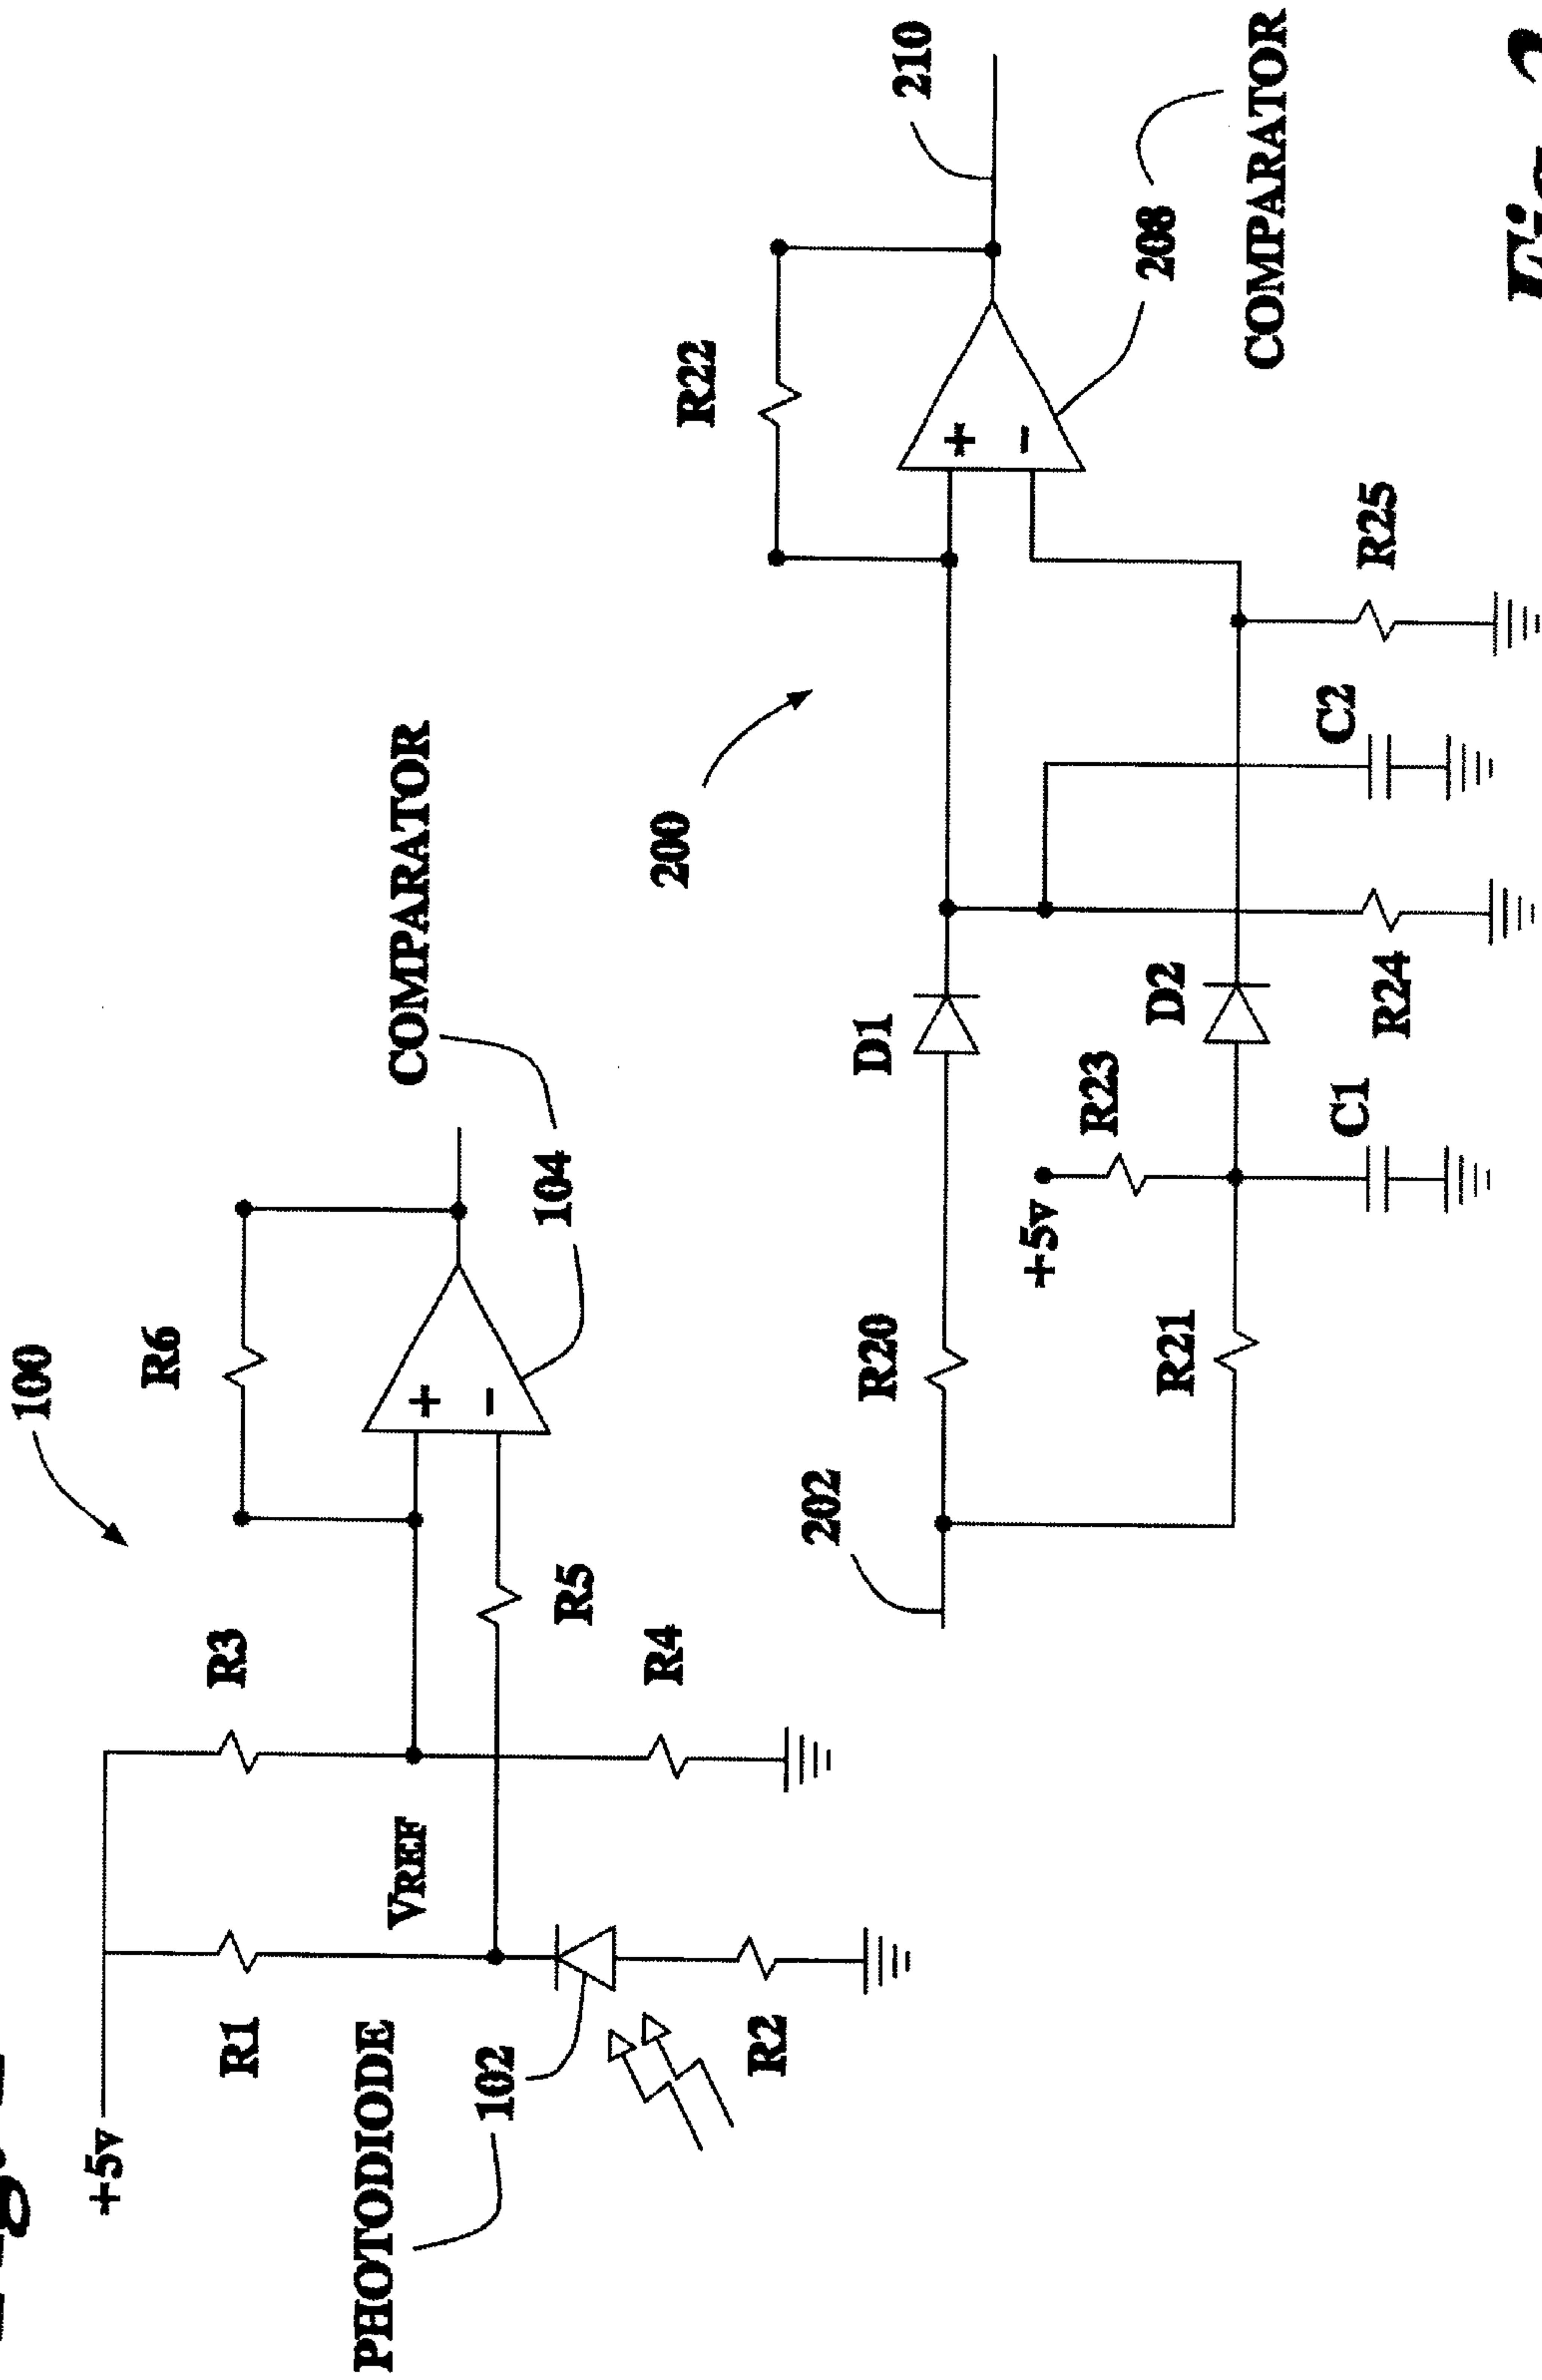 100
+5v
R1
R3
R6
VREF
COMPARATOR
PHOTODIODE
102
104
R5
R4
R2
200
R22
210
202
R20
D1
+5v
R23
R21
D2
208
C1
R24
C2
R25
COMPARATOR